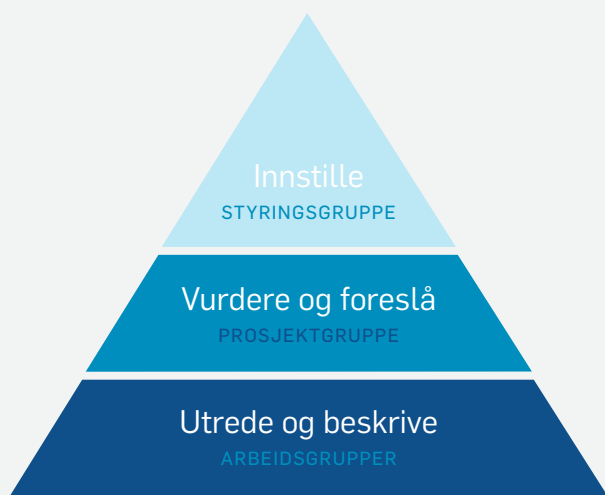 Innstille
STYRINGSGRUPPE
Vurdere og foreslå
PROSJEKTGRUPPE
Utrede og beskrive
ARBEIDSGRUPPER